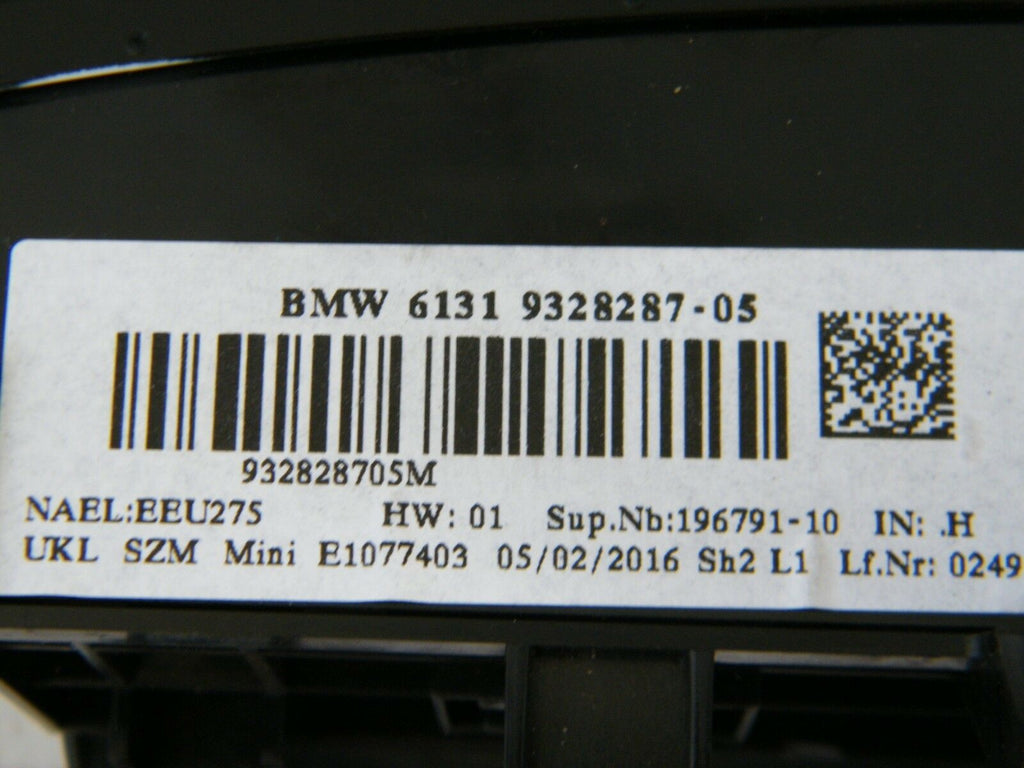 BMW 6131 9328287-05
932828705M
NAEL:EEU275 HW: 01 Sup.Nb:196791-10 IN: .H
UKL SZM Mini E1077403 05/02/2016 Sh2 L1 Lf.Nr: 0249